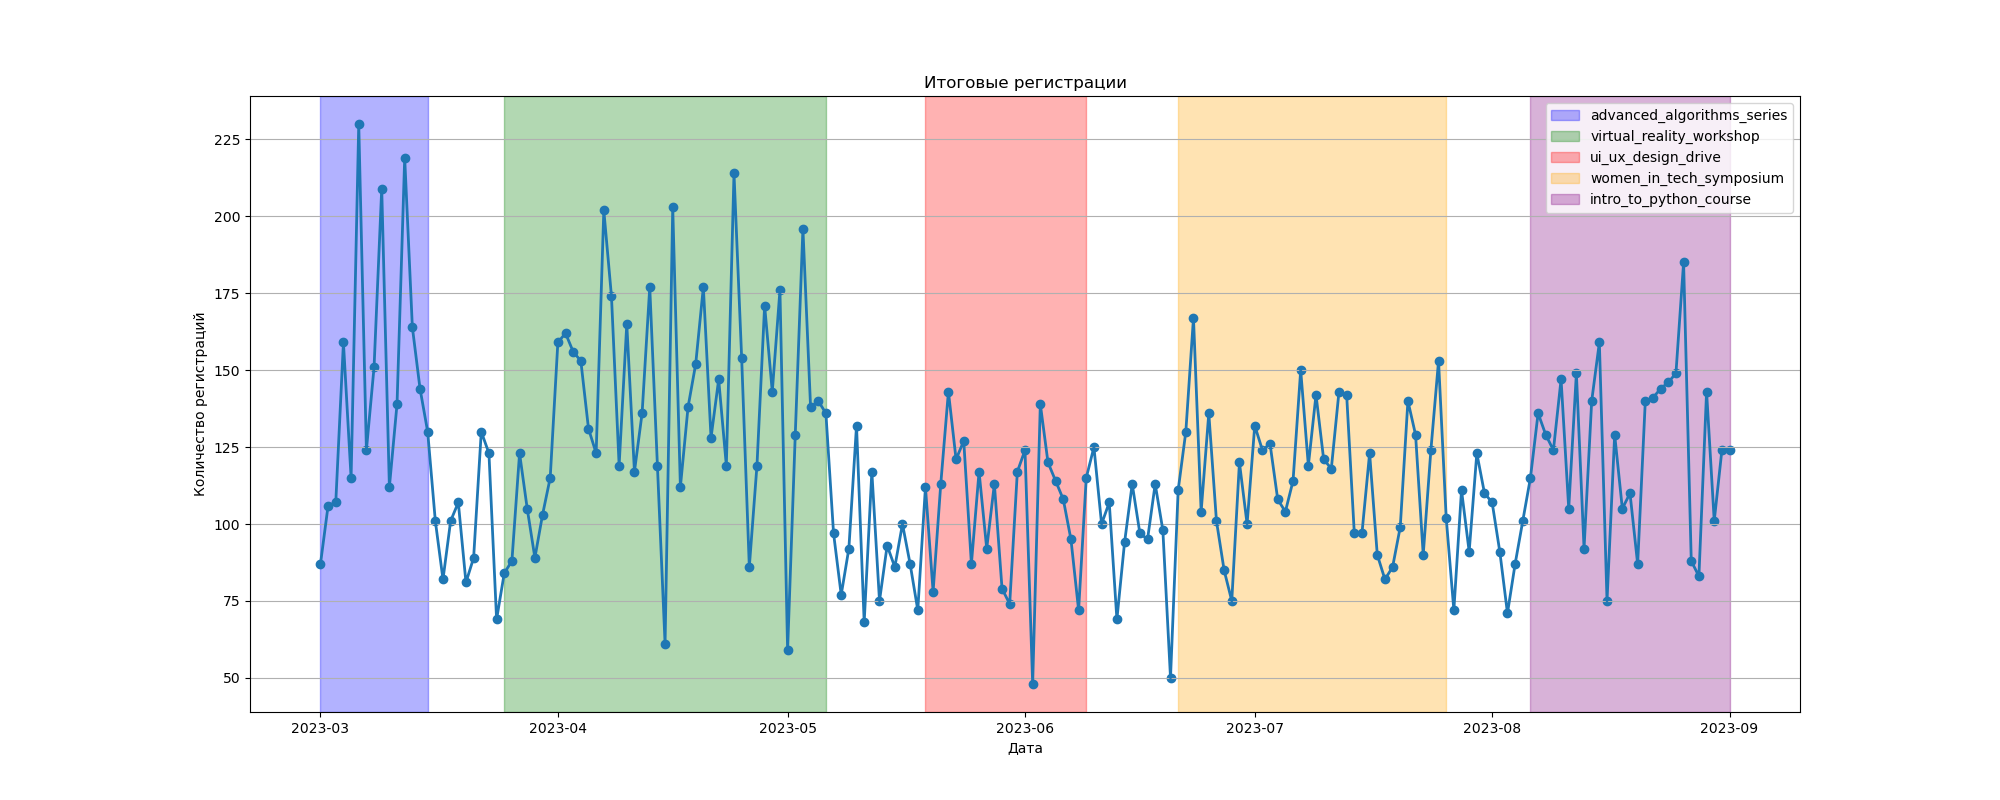 Итоговые регистрации
advanced_algorithms_series
virtual_reality_workshop
ui_ux_design_drive
women_in_tech_symposium
intro_to_python_course
Количество регистраций
225
200
175
150
125
100
75
50
2023-03
2023-04
2023-05
2023-06
2023-07
2023-08
2023-09
Дата